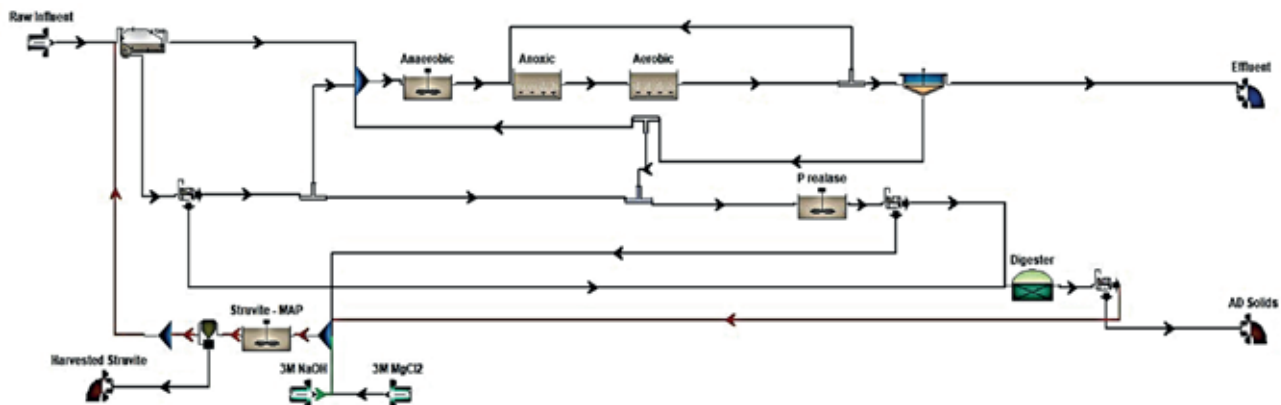 Raw Influent
Anaerobic
Anoxic
Aerobic
Effluent
P realase
Digester
Struvite - MAP
AD Solids
Harvested Struvite
3M NaOH
3M MgCl2